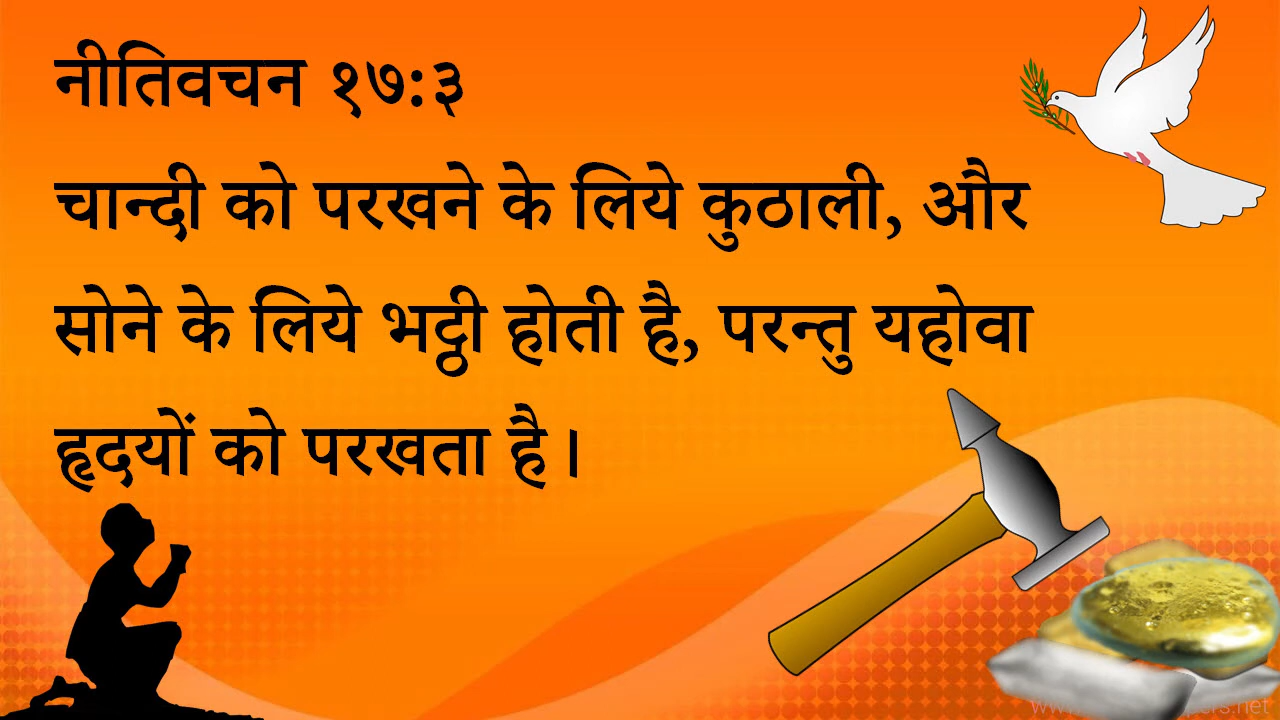 नीतिवचन १७:३
चान्दी को परखने के लिये कुठाली, और
सोने के लिये भट्ठी होती है, परन्तु यहोवा
हृदयों को परखता है।